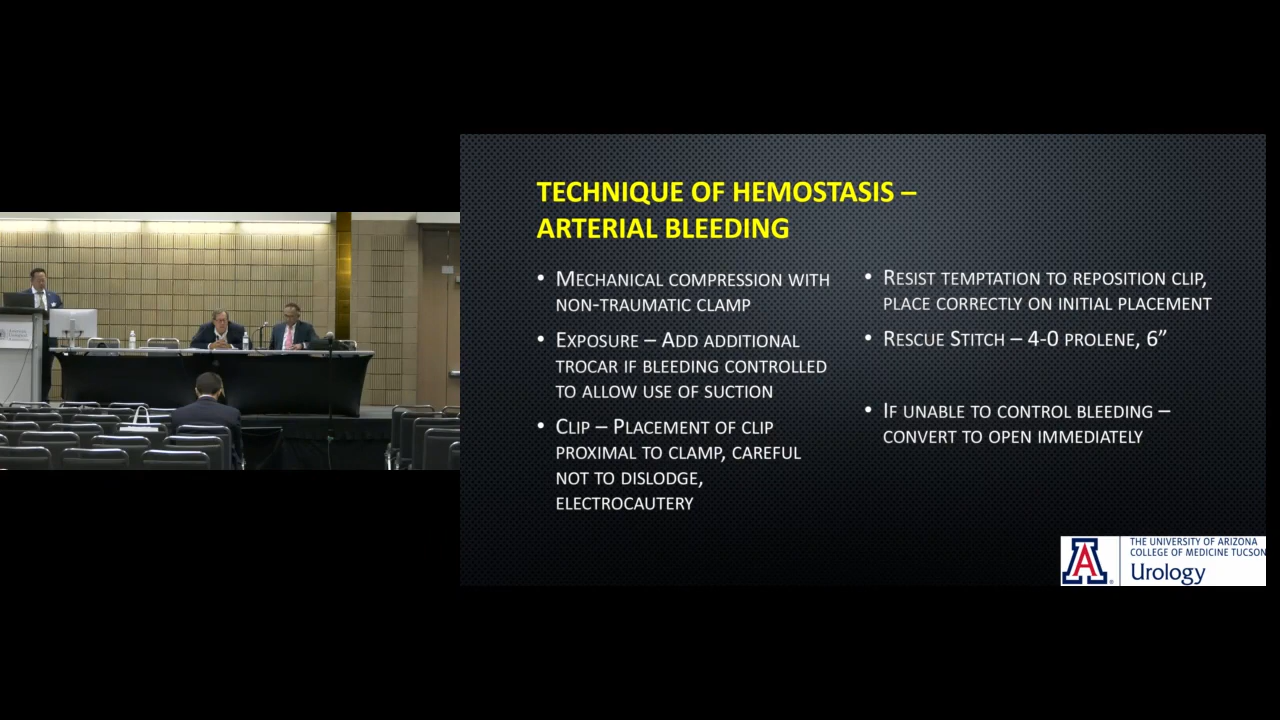 TECHNIQUE OF HEMOSTASIS –
ARTERIAL BLEEDING
• MECHANICAL COMPRESSION WITH
NON-TRAUMATIC CLAMP
• EXPOSURE – ADD ADDITIONAL
TROCAR IF BLEEDING CONTROLLED
TO ALLOW USE OF SUCTION
• CLIP – PLACEMENT OF CLIP
PROXIMAL TO CLAMP, CAREFUL
NOT TO DISLODGE,
ELECTROCAUTERY
• RESIST TEMPTATION TO REPOSITION CLIP,
PLACE CORRECTLY ON INITIAL PLACEMENT
• RESCUE STITCH – 4-0 PROLENE, 6”
• IF UNABLE TO CONTROL BLEEDING –
CONVERT TO OPEN IMMEDIATELY
THE UNIVERSITY OF ARIZONA
COLLEGE OF MEDICINE TUCSON
Urology